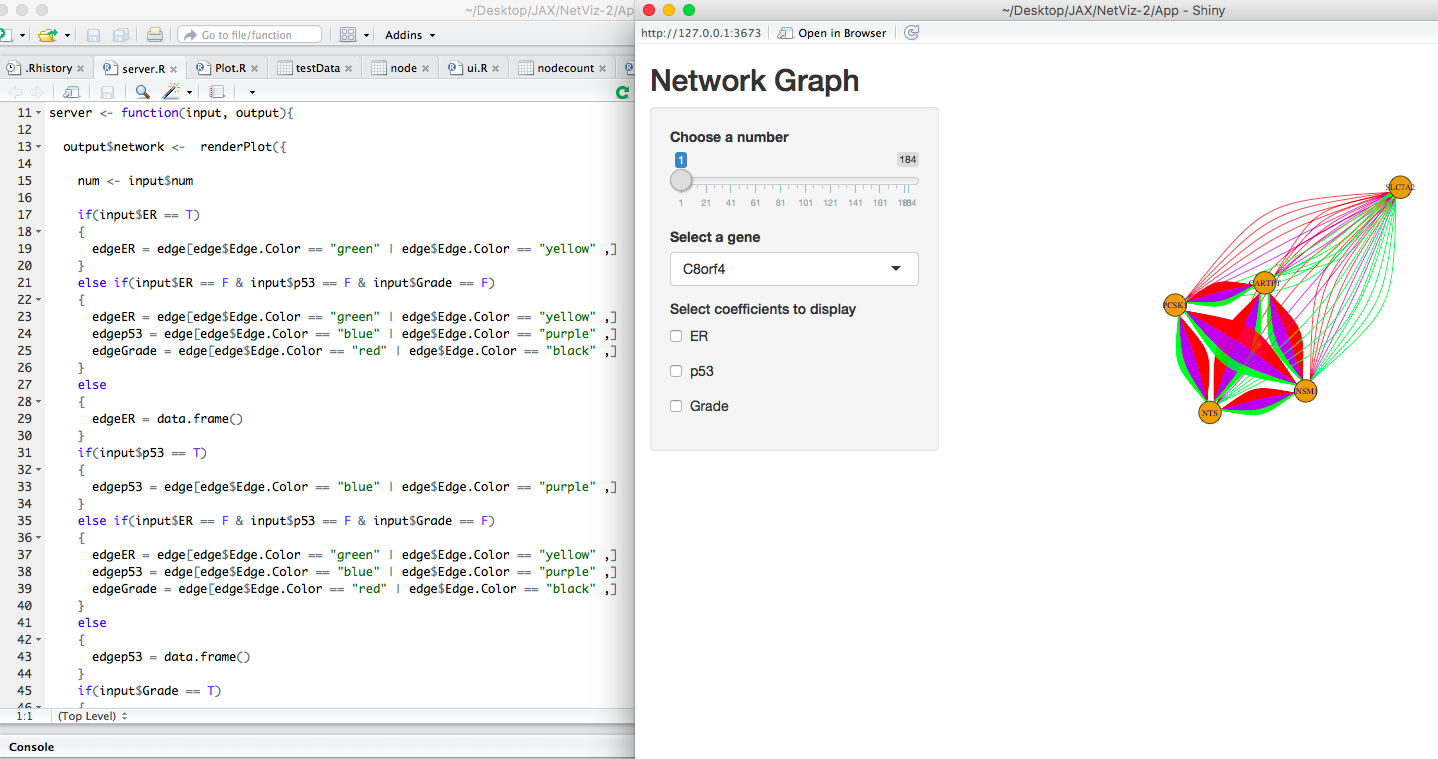 ~/Desktop/JAX/NetViz-2/App
Go to file/function
Addins
.Rhistory
server.R
Plot.R
testData
node
ui.R
nodecount
11 server <- function(input, output){
12
13 output$network <- renderPlot({
14
15 num <- input$num
16
17 if(input$ER == T)
18 {
19 edgeER = edge[edge$Edge.Color == "green" | edge$Edge.Color == "yellow" ,]
20 }
21 else if(input$ER == F & input$p53 == F & input$Grade == F)
22 {
23 edgeER = edge[edge$Edge.Color == "green" | edge$Edge.Color == "yellow" ,]
24 edgep53 = edge[edge$Edge.Color == "blue" | edge$Edge.Color == "purple" ,]
25 edgeGrade = edge[edge$Edge.Color == "red" | edge$Edge.Color == "black" ,]
26 }
27 else
28 {
29 edgeER = data.frame()
30 }
31 if(input$p53 == T)
32 {
33 edgep53 = edge[edge$Edge.Color == "blue" | edge$Edge.Color == "purple" ,]
34 }
35 else if(input$ER == F & input$p53 == F & input$Grade == F)
36 {
37 edgeER = edge[edge$Edge.Color == "green" | edge$Edge.Color == "yellow" ,]
38 edgep53 = edge[edge$Edge.Color == "blue" | edge$Edge.Color == "purple" ,]
39 edgeGrade = edge[edge$Edge.Color == "red" | edge$Edge.Color == "black" ,]
40 }
41 else
42 {
43 edgep53 = data.frame()
44 }
45 if(input$Grade == T)
46 {
1:1 (Top Level)
Console
~/Desktop/JAX/NetViz-2/App - Shiny
http://127.0.0.1:3673
Open in Browser
Network Graph
Choose a number
1
184
1 21 41 61 81 101 121 141 161
Select a gene
C8orf4
Select coefficients to display
ER
p53
Grade
SLC7A2
CARTPT
PCSK
INSM
NTS